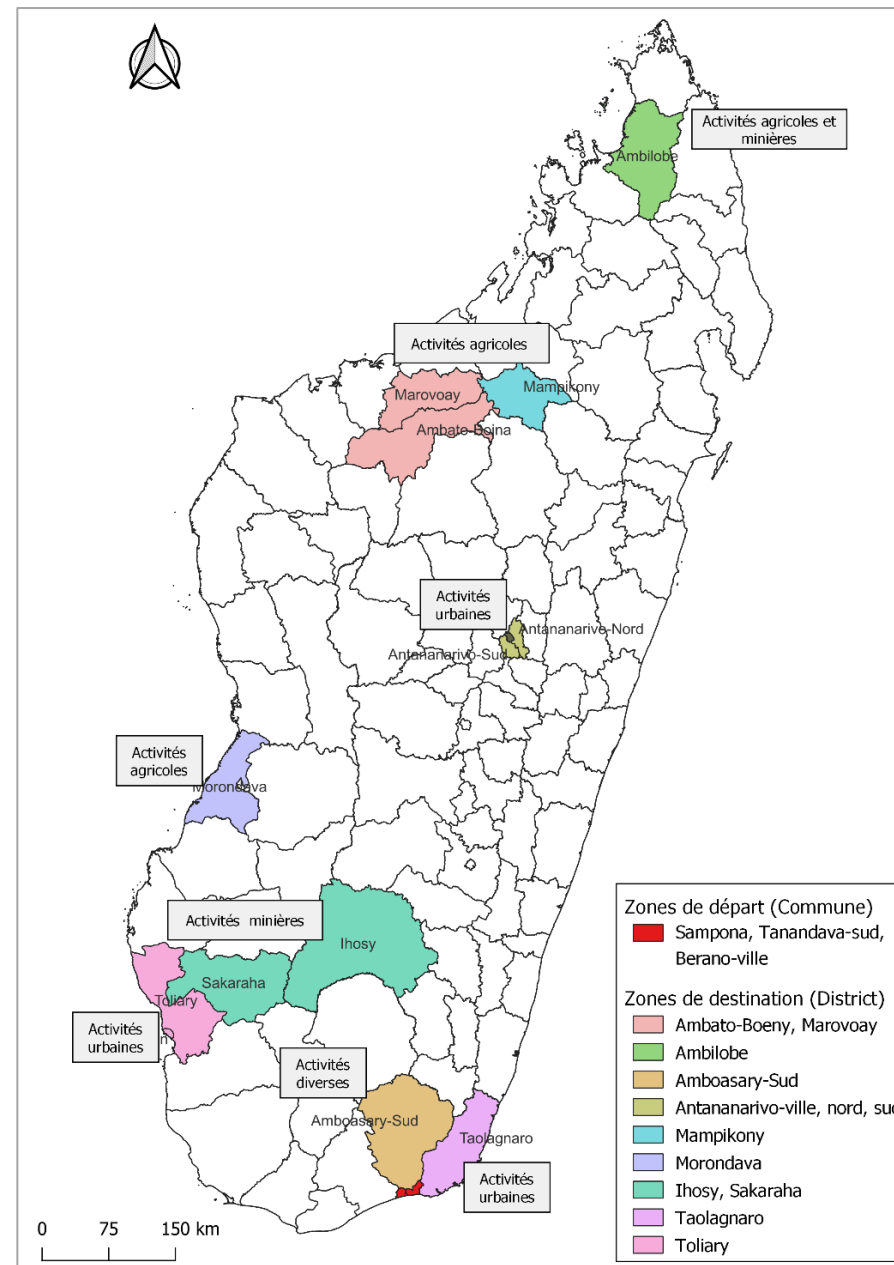 Activités agricoles et
minières
Ambilobe
Activités agricoles
Mampikony
Marovoay
Ambato-Boina
Activités
urbaines
Antananarivo-Nord
Antananarivo-Sud
Activités
agricoles
Morondava
Activités minières
Ihosy
Sakaraha
Toliary
Activités
urbaines
Activités
diverses
Amboasary-Sud
Taolagnaro
Activités
urbaines
0 75 150 km
Zones de départ (Commune)
Sampona, Tanandava-sud,
Berano-ville
Zones de destination (District)
Ambato-Boeny, Marovoay
Ambilobe
Amboasary-Sud
Antananarivo-ville, nord, sud
Mampikony
Morondava
Ihosy, Sakaraha
Taolagnaro
Toliary